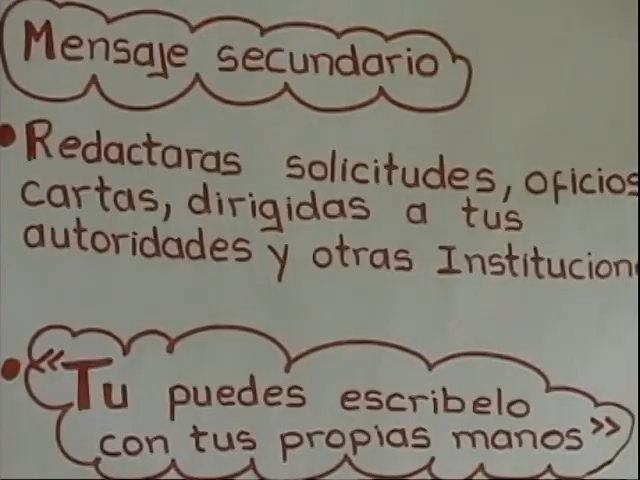 Mensaje secundario
• Redactaras solicitudes, oficios
cartas, dirigidas a tus
autoridades y otras Institucion
• «Tu puedes escribelo
con tus propias manos»